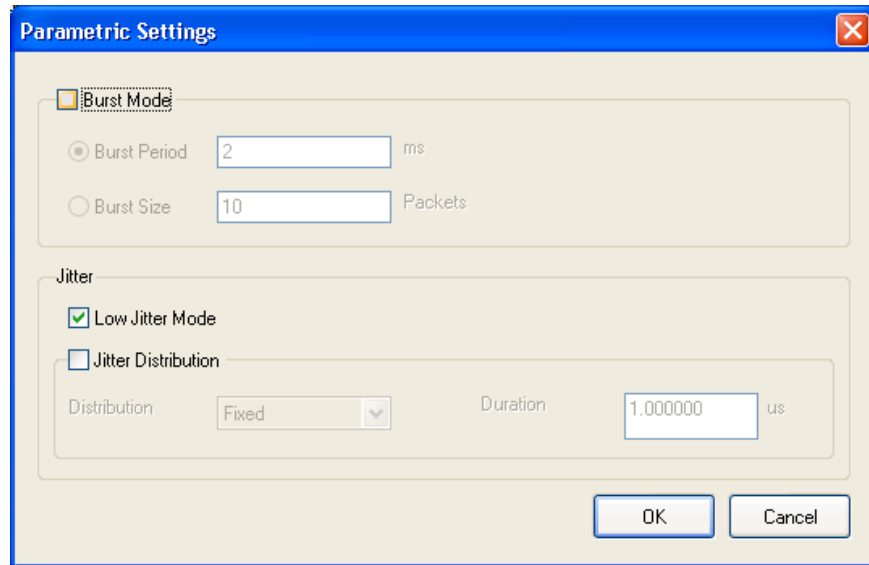 Parametric Settings
Burst Mode
Burst Period 2 ms
Burst Size 10 Packets
Jitter
Low Jitter Mode
Jitter Distribution
Distribution Fixed Duration 1.000000 us
OK Cancel